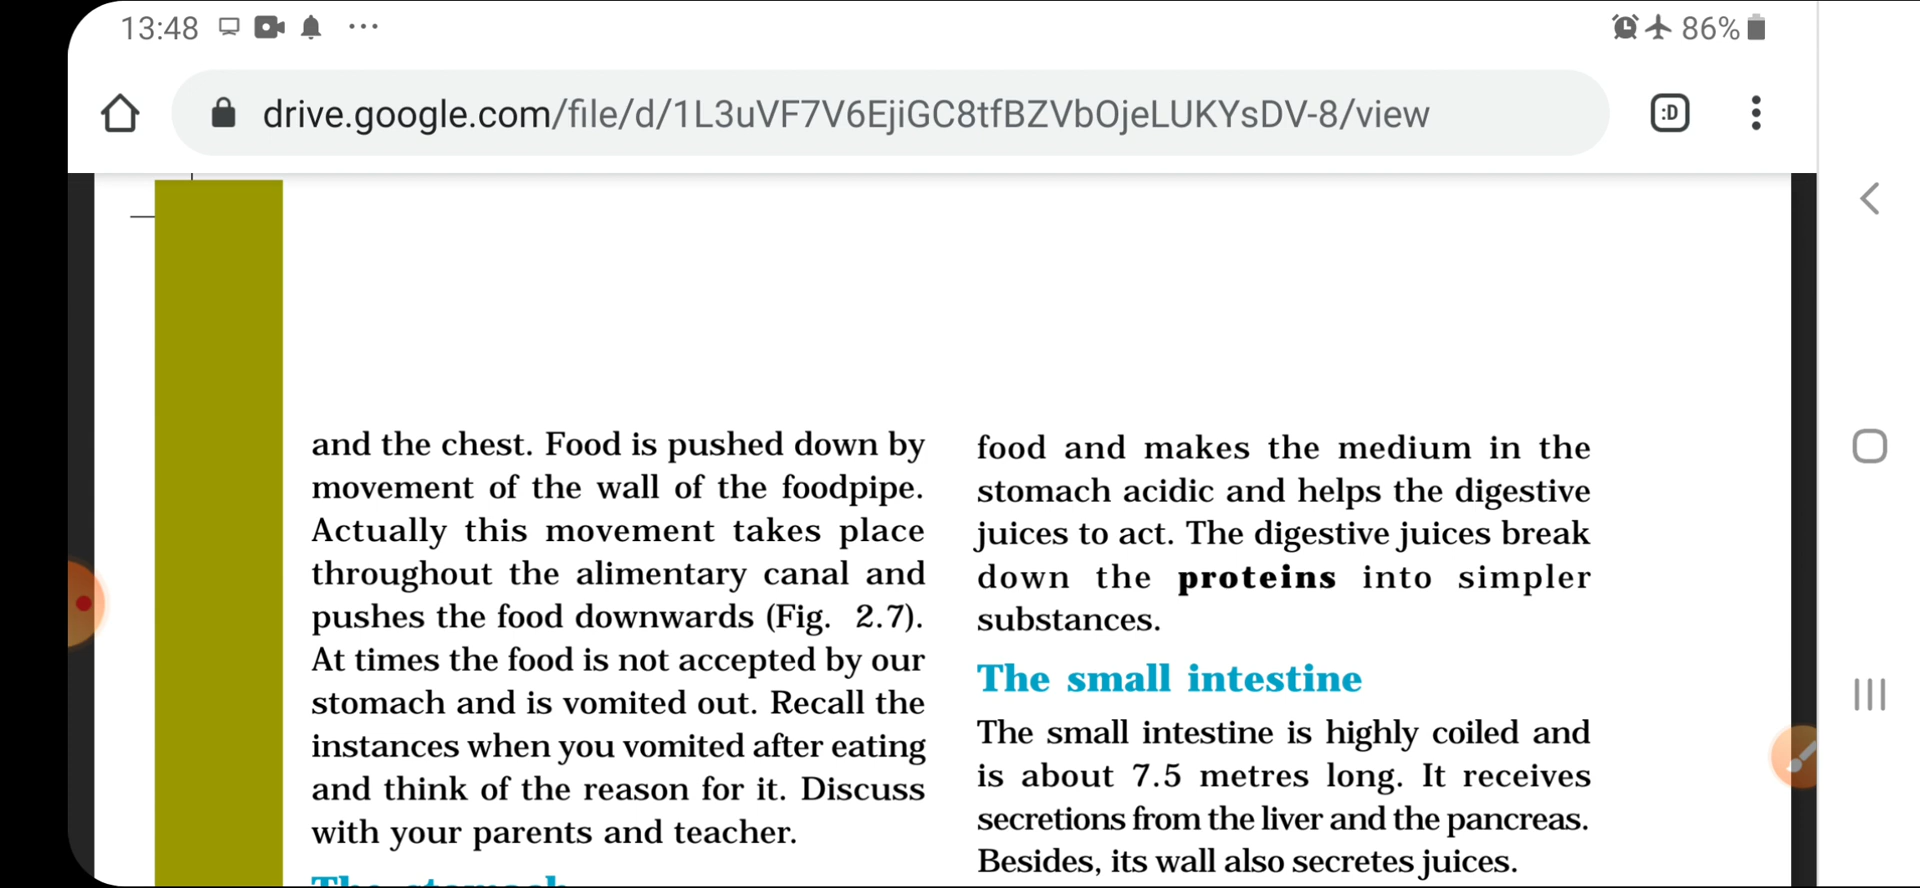 13:48
86%
drive.google.com/file/d/1L3uVF7V6EjiGC8tfBZVbOjeLUKYsDV-8/view
:D
and the chest. Food is pushed down by
movement of the wall of the foodpipe.
Actually this movement takes place
throughout the alimentary canal and
pushes the food downwards (Fig. 2.7).
At times the food is not accepted by our
stomach and is vomited out. Recall the
instances when you vomited after eating
and think of the reason for it. Discuss
with your parents and teacher.
The stomach
food and makes the medium in the
stomach acidic and helps the digestive
juices to act. The digestive juices break
down the proteins into simpler
substances.
The small intestine
The small intestine is highly coiled and
is about 7.5 metres long. It receives
secretions from the liver and the pancreas.
Besides, its wall also secretes juices.